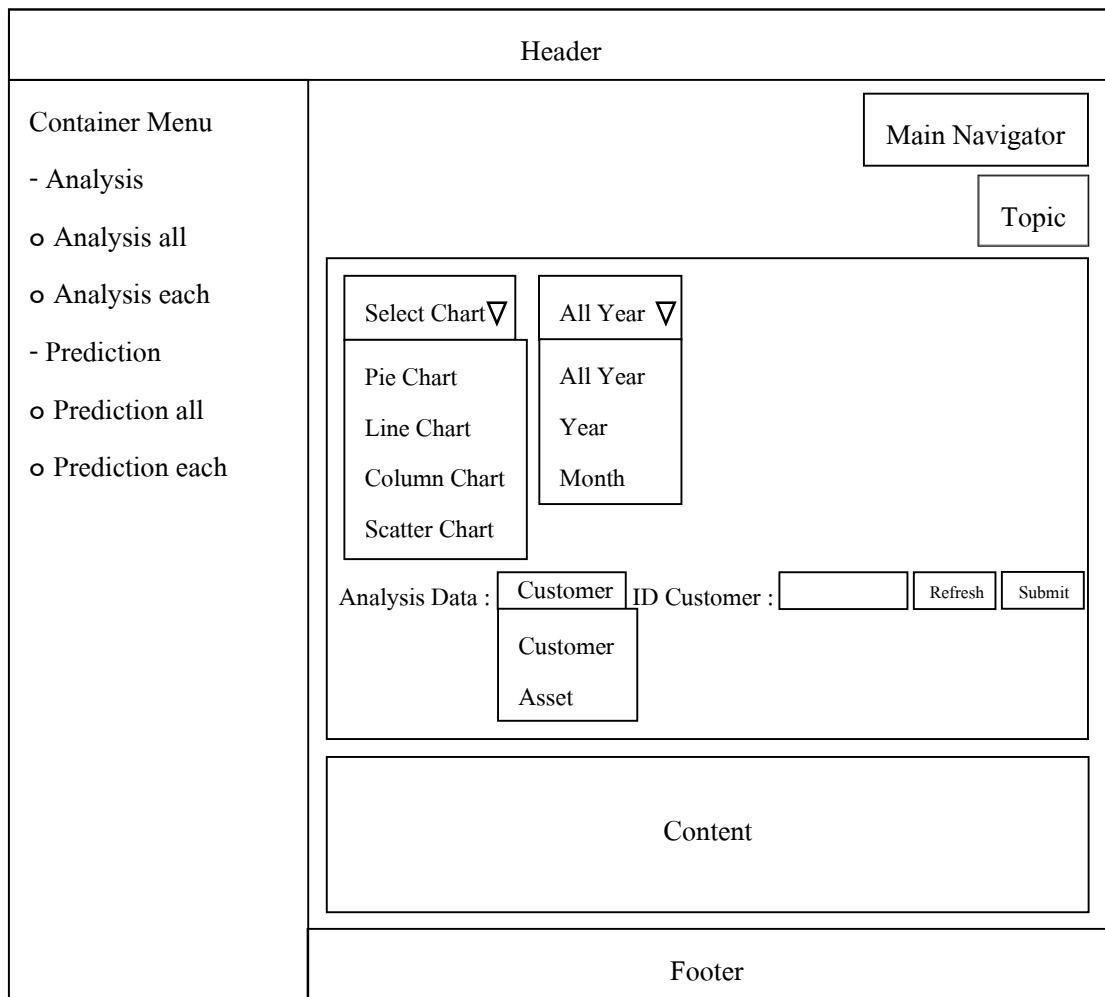 Header
Container Menu
- Analysis
o Analysis all
o Analysis each
- Prediction
o Prediction all
o Prediction each
Main Navigator
Topic
Select Chart
Pie Chart
Line Chart
Column Chart
Scatter Chart
All Year
All Year
Year
Month
Analysis Data : Customer ID Customer : Refresh Submit
Customer
Asset
Content
Footer